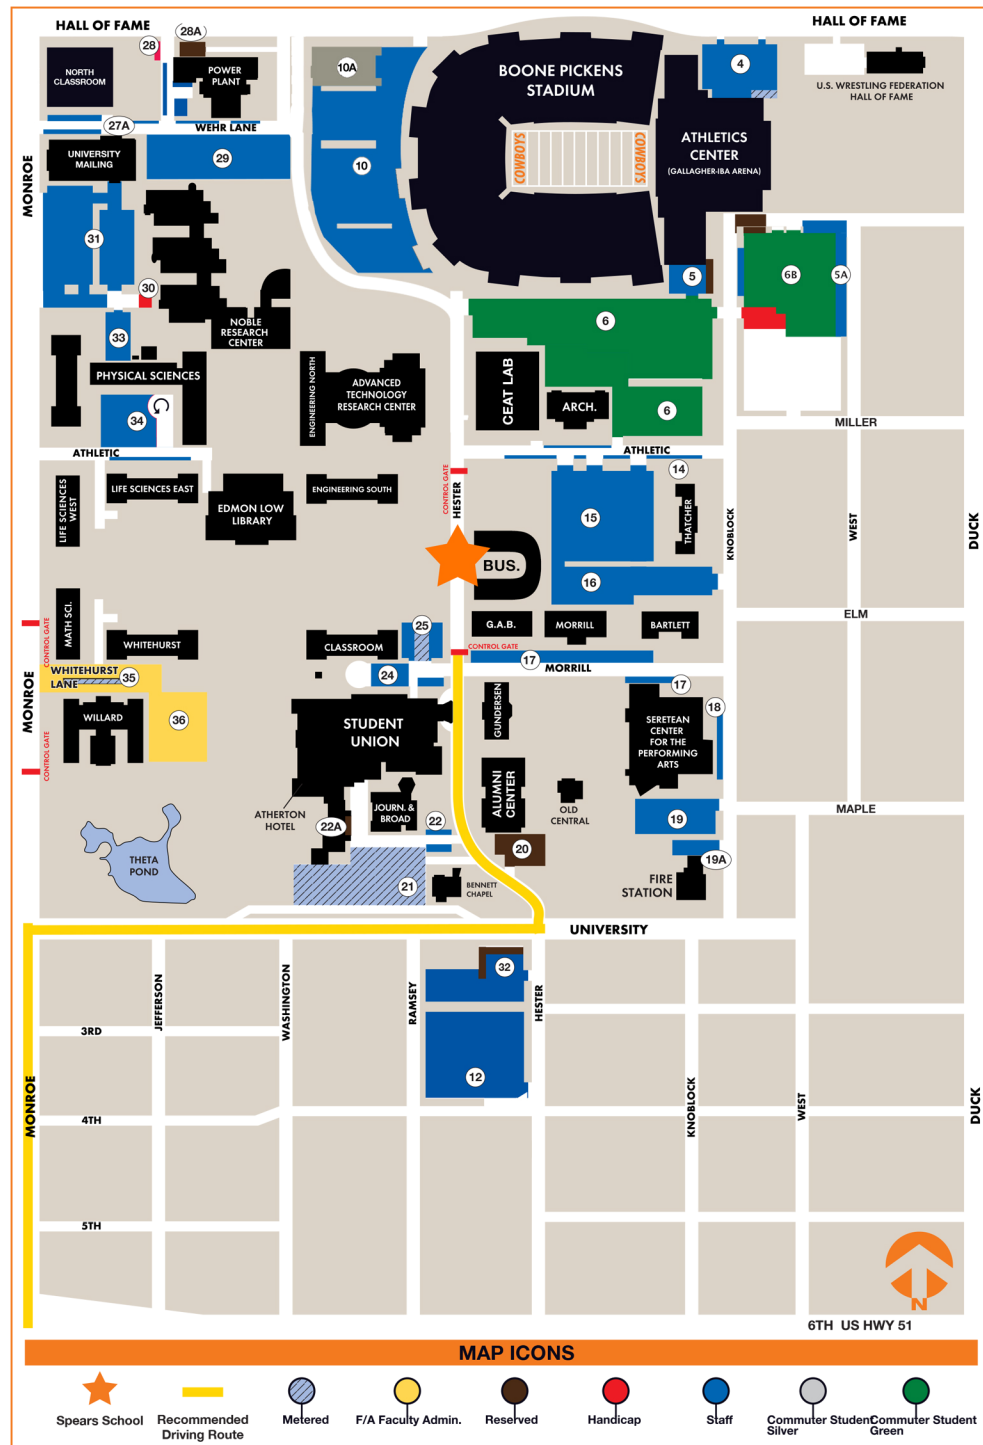 HALL OF FAME
HALL OF FAME
28A
28
NORTH
CLASSROOM
POWER
PLANT
10A
BOONE PICKENS
STADIUM
4
U.S. WRESTLING FEDERATION
HALL OF FAME
27A
WEHR LANE
COWBOYS
COWBOYS
ATHLETICS
CENTER
(GALLAGHER-IBA ARENA)
UNIVERSITY
MAILING
29
10
MONROE
31
30
5
6B
5A
33
NOBLE
RESEARCH
CENTER
6
PHYSICAL SCIENCES
ENGINEERING NORTH
ADVANCED
TECHNOLOGY
RESEARCH CENTER
CEAT LAB
ARCH.
6
34
MILLER
ATHLETIC
ATHLETIC
CONTROL GATE
HESTER
14
LIFE SCIENCES
WEST
LIFE SCIENCES EAST
EDMON LOW
LIBRARY
ENGINEERING SOUTH
15
THATCHER
KNOBLOCK
WEST
DUCK
BUS.
16
MATH SCI.
ELM
CONTROL GATE
WHITEHURST
CLASSROOM
25
G.A.B.
MORRILL
BARTLETT
CONTROL GATE
17
MORRILL
WHITEHURST
LANE
35
24
17
MONROE
WILLARD
36
STUDENT
UNION
GUNDERSEN
SERETEAN
CENTER
FOR THE
PERFORMING
ARTS
18
CONTROL GATE
ALUMNI
CENTER
OLD
CENTRAL
MAPLE
ATHERTON
HOTEL
JOURN. &
BROAD
22A
22
19
20
19A
THETA
POND
21
BENNETT
CHAPEL
FIRE
STATION
UNIVERSITY
32
JEFFERSON
WASHINGTON
RAMSEY
HESTER
3RD
12
MONROE
KNOBLOCK
WEST
DUCK
4TH
5TH
N
6TH US HWY 51
MAP ICONS
Spears School
Recommended
Driving Route
Metered
F/A Faculty Admin.
Reserved
Handicap
Staff
Commuter Student
Silver
Commuter Student
Green